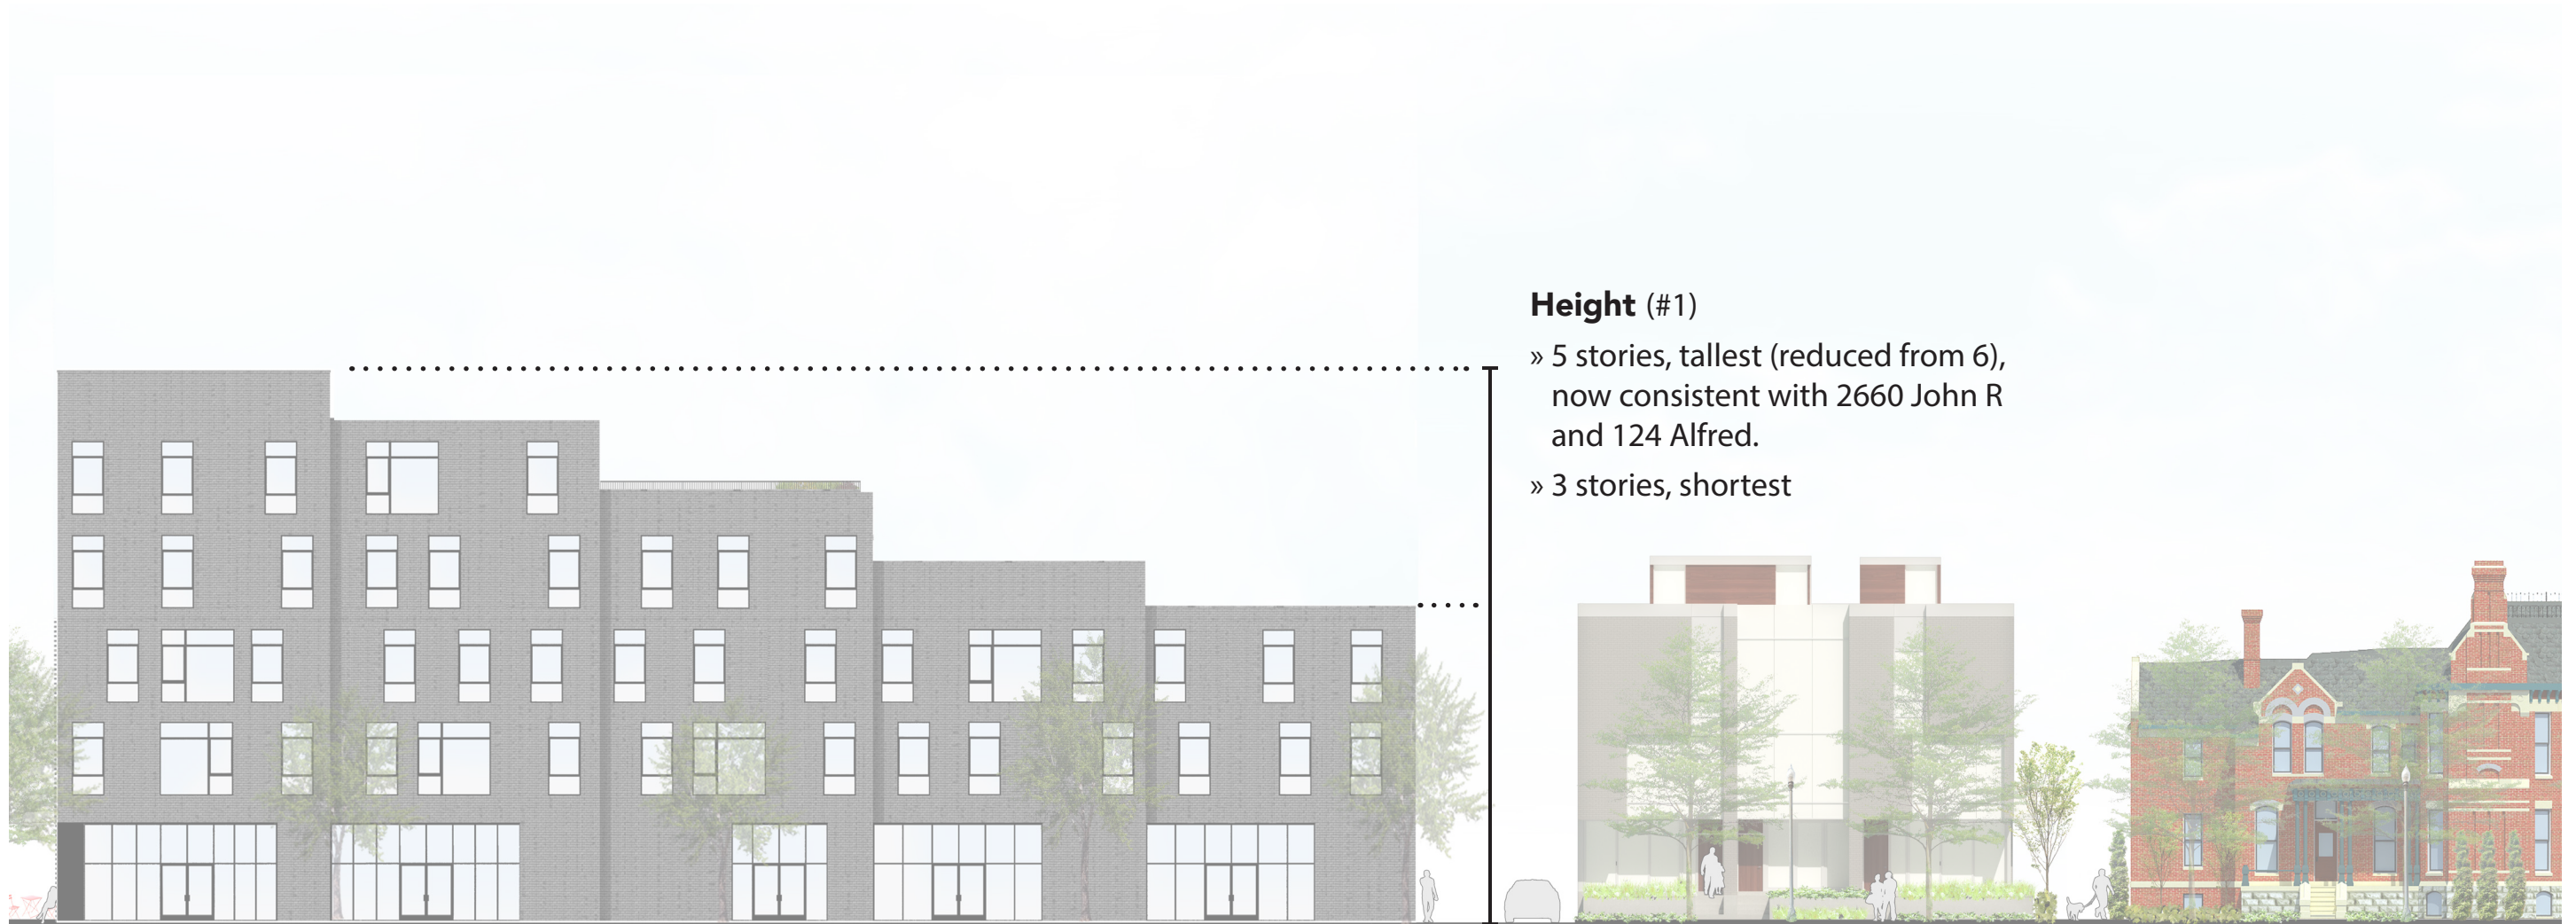 Height (#1)
» 5 stories, tallest (reduced from 6),
now consistent with 2660 John R
and 124 Alfred.
» 3 stories, shortest